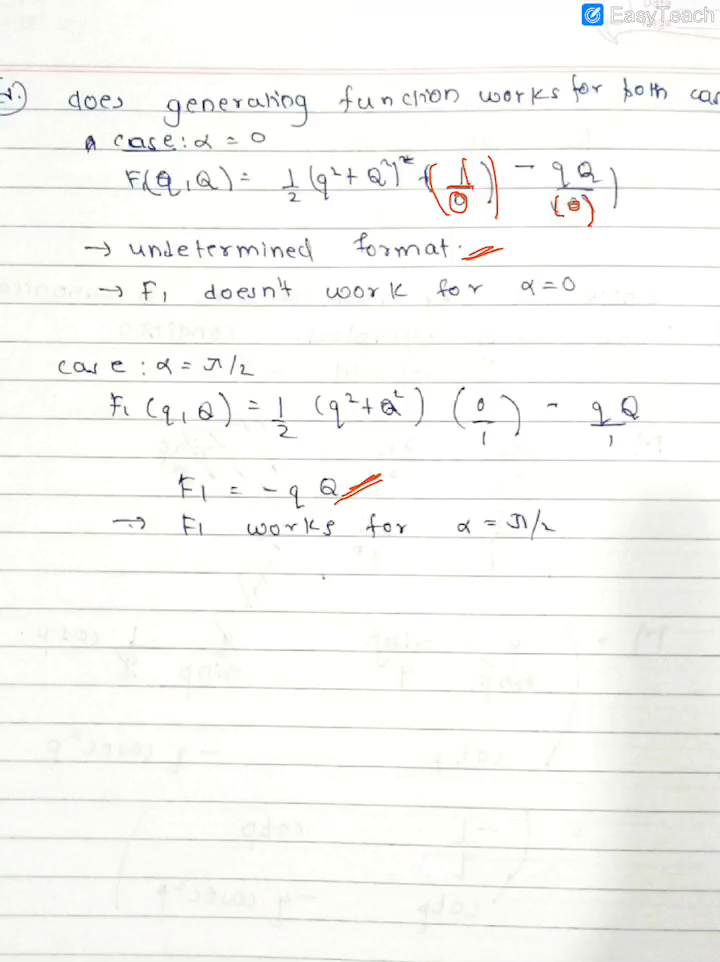 EasyTeach
does generating function works for both cas
case: α = 0
F(q,Q) = 1/2 (q²+Q²) (1/0) - qQ/(0)
→ undetermined format.
→ F₁ doesn't work for α=0
case: α = π/2
F₁(q,Q) = 1/2 (q²+Q²) (0/1) - qQ/1
F₁ = -q Q
→ F₁ works for α = π/2